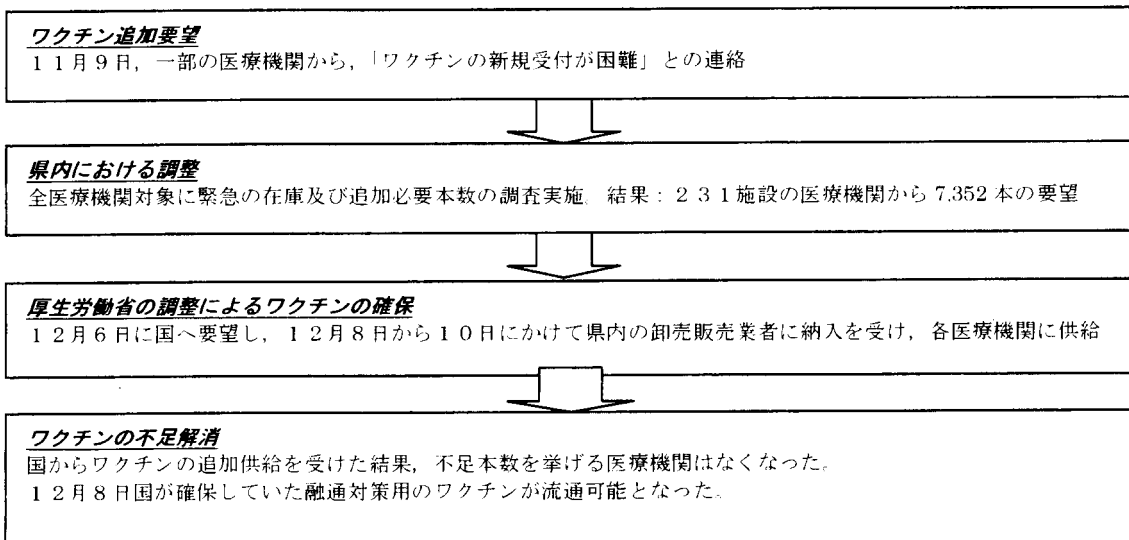 ワクチン追加要望
１１月９日，一部の医療機関から，「ワクチンの新規受付が困難」との連絡
県内における調整
全医療機関対象に緊急の在庫及び追加必要本数の調査実施。結果：２３１施設の医療機関から 7,352 本の要望
厚生労働省の調整によるワクチンの確保
１２月６日に国へ要望し，１２月８日から１０日にかけて県内の卸売販売業者に納入を受け，各医療機関に供給
ワクチンの不足解消
国からワクチンの追加供給を受けた結果，不足本数を挙げる医療機関はなくなった。
１２月８日国が確保していた融通対策用のワクチンが流通可能となった。